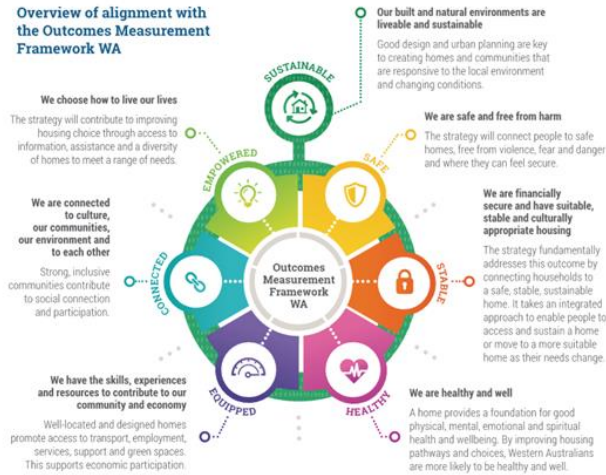 Overview of alignment with
the Outcomes Measurement
Framework WA
Our built and natural environments are
liveable and sustainable
Good design and urban planning are key
to creating homes and communities that
are responsive to the local environment
and changing conditions.
SUSTAINABLE
We choose how to live our lives
The strategy will contribute to improving
housing choice through access to
information, assistance and a diversity
of homes to meet a range of needs.
EMPOWERED
We are safe and free from harm
The strategy will connect people to safe
homes, free from violence, fear and danger
and where they can feel secure.
SAFE
We are connected
to culture,
our communities,
our environment and
to each other
Strong, inclusive
communities contribute
to social connection
and participation.
CONNECTED
Outcomes
Measurement
Framework
WA
We are financially
secure and have suitable,
stable and culturally
appropriate housing
The strategy fundamentally
addresses this outcome by
connecting households to
a safe, stable, sustainable
home. It takes an integrated
approach to enable people to
access and sustain a home
or move to a more suitable
home as their needs change.
STABLE
We have the skills, experiences
and resources to contribute to our
community and economy
Well-located and designed homes
promote access to transport, employment,
services, support and green spaces.
This supports economic participation.
EQUIPPED
HEALTHY
We are healthy and well
A home provides a foundation for good
physical, mental, emotional and spiritual
health and wellbeing. By improving housing
pathways and choices, Western Australians
are more likely to be healthy and well.